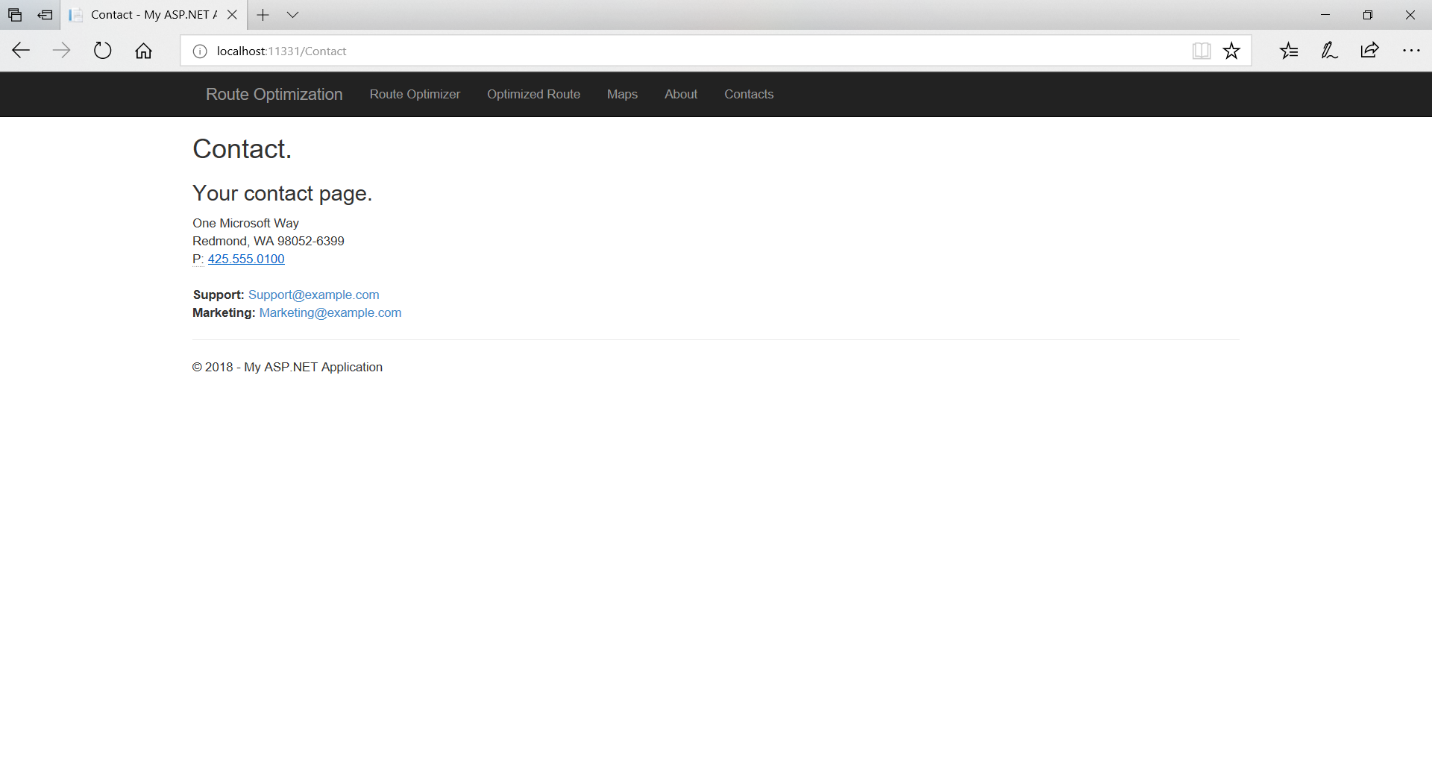 Contact - My ASP.NET A
localhost:11331/Contact
Route Optimization Route Optimizer Optimized Route Maps About Contacts
Contact.
Your contact page.
One Microsoft Way
Redmond, WA 98052-6399
P: 425.555.0100
Support: Support@example.com
Marketing: Marketing@example.com
© 2018 - My ASP.NET Application